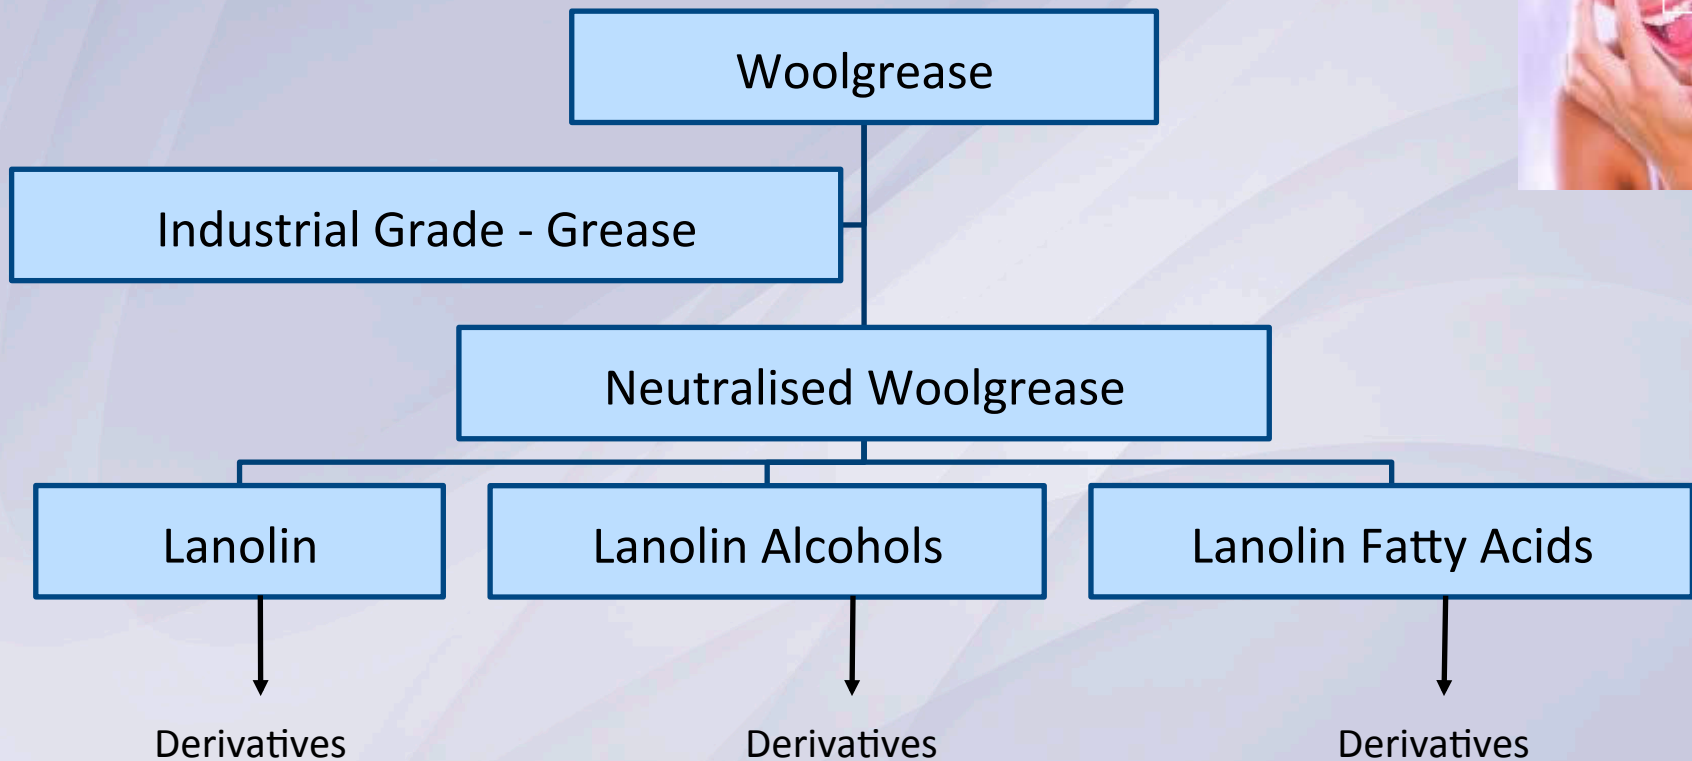 Woolgrease
Industrial Grade - Grease
Neutralised Woolgrease
Lanolin
Lanolin Alcohols
Lanolin Fatty Acids
Derivatives
Derivatives
Derivatives